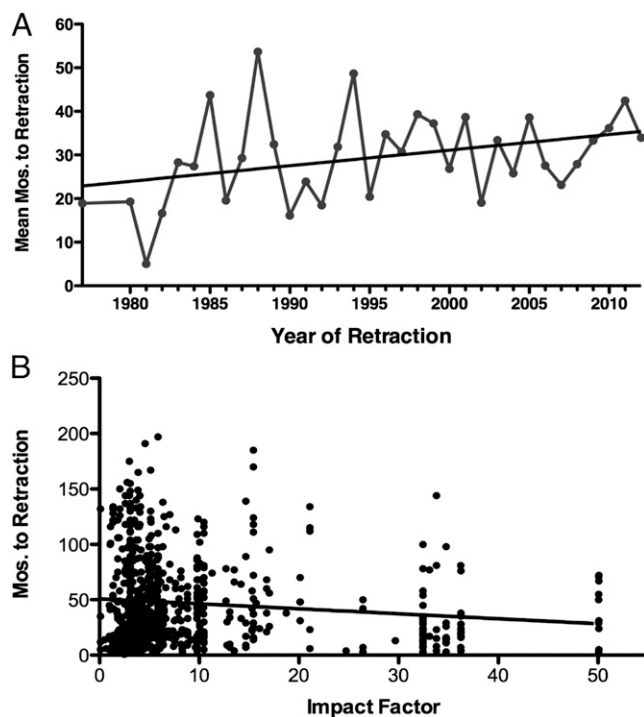 A
60
50
40
30
20
10
0
Mean Mos. to Retraction
1980 1985 1990 1995 2000 2005 2010
Year of Retraction
B
250
200
150
100
50
0
Mos. to Retraction
0 10 20 30 40 50
Impact Factor